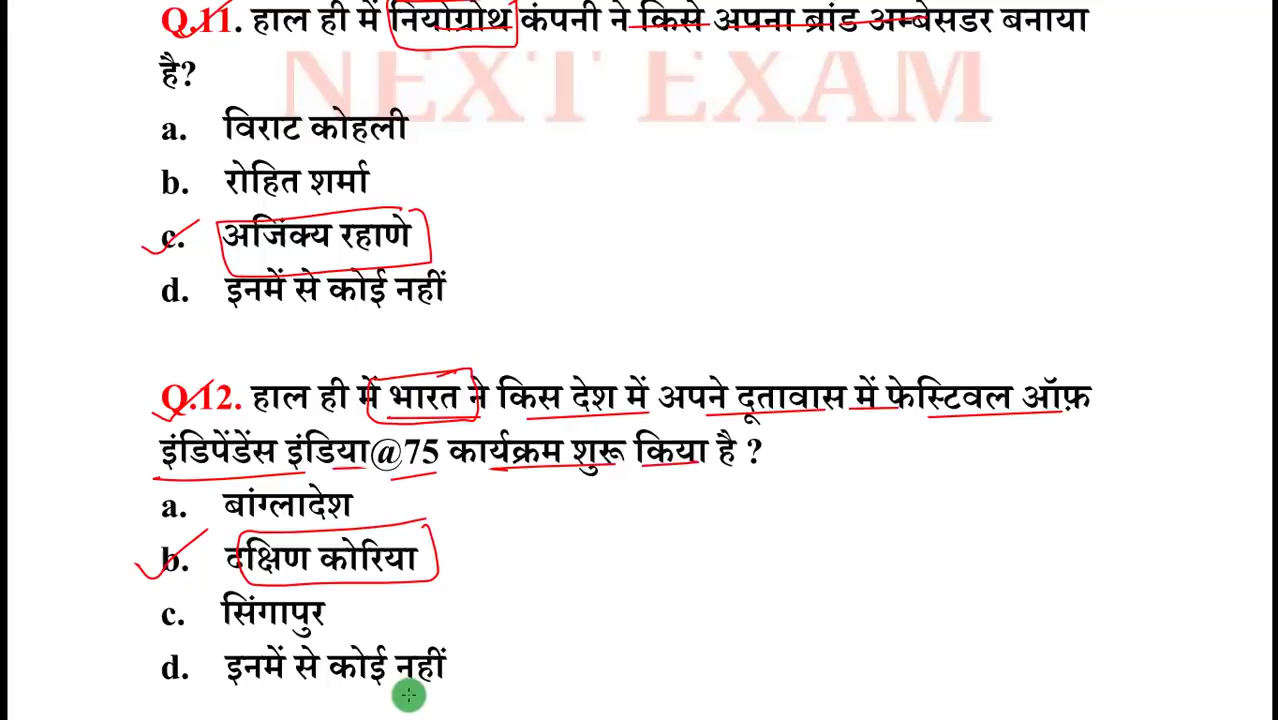 Q.11. हाल ही में नियोग्रोथ कंपनी ने किसे अपना ब्रांड अम्बेसडर बनाया
है?
NEXT EXAM
a. विराट कोहली
b. रोहित शर्मा
c. अजिंक्य रहाणे
d. इनमें से कोई नहीं
Q.12. हाल ही में भारत ने किस देश में अपने दूतावास में फेस्टिवल ऑफ़
इंडिपेंडेंस इंडिया@75 कार्यक्रम शुरू किया है ?
a. बांग्लादेश
b. दक्षिण कोरिया
c. सिंगापुर
d. इनमें से कोई नहीं